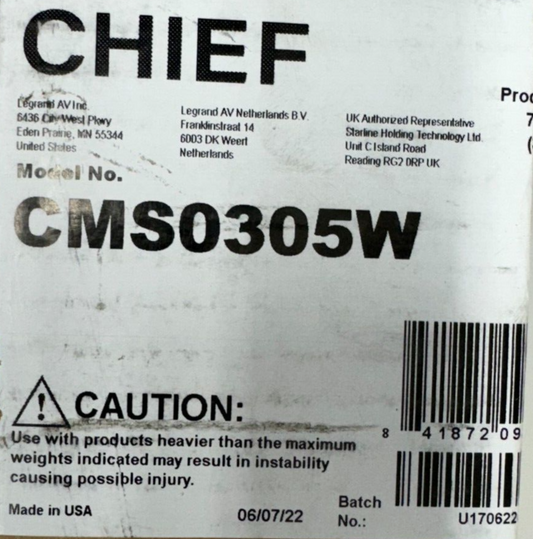 CHIEF
Legrand AV Inc.
6436 City West Pkwy
Eden Prairie, MN 55344
United States
Legrand AV Netherlands B.V.
Franklinstraat 14
6003 DK Weert
Netherlands
UK Authorized Representative
Starline Holding Technology Ltd.
Unit C Island Road
Reading RG2 0RP UK
Prod
7
(
Model No.
CMS0305W
CAUTION:
Use with products heavier than the maximum
weights indicated may result in instability
causing possible injury.
Made in USA
06/07/22
8 41872 09
Batch
No.:
U170622